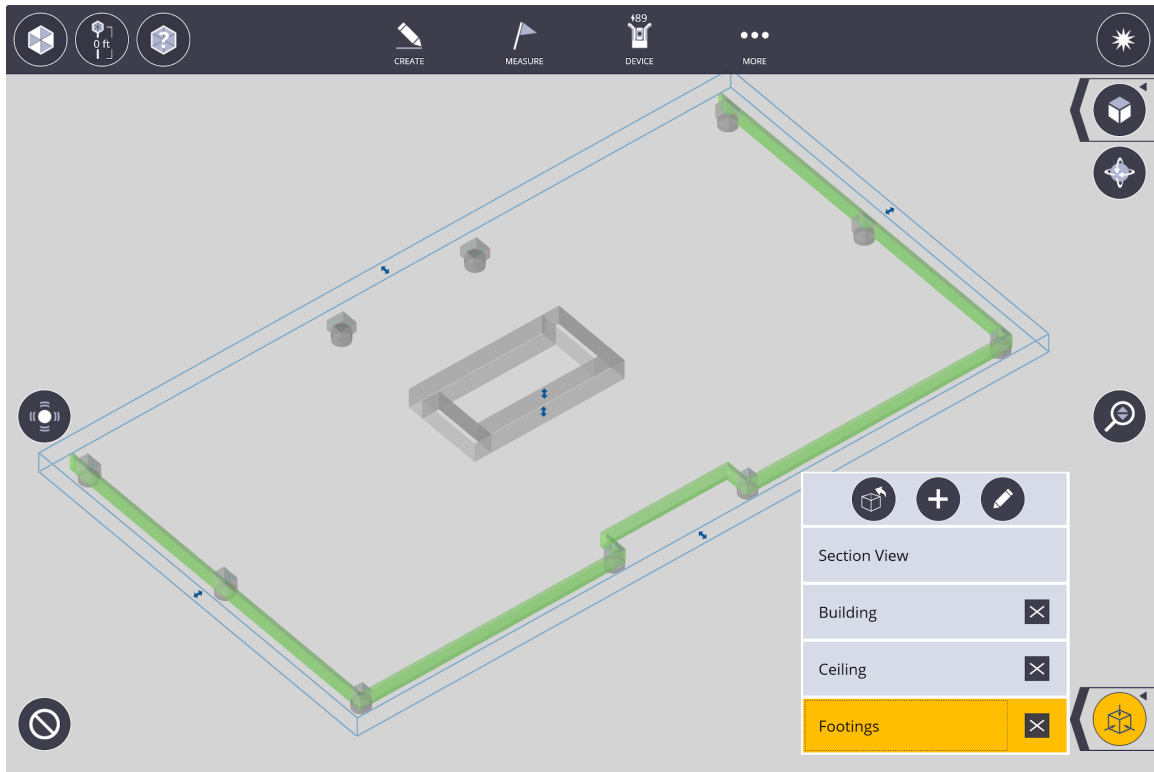 0 ft
?
89
CREATE
MEASURE
DEVICE
MORE
Section View
Building
Ceiling
Footings